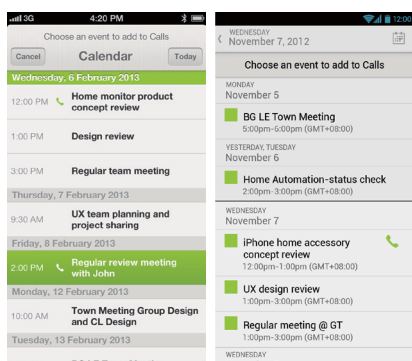 3G 4:20 PM
Choose an event to add to Calls
Cancel Calendar Today
Wednesday, 6 February 2013
12:00 PM Home monitor product
concept review
1:00 PM Design review
3:00 PM Regular team meeting
Thursday, 7 February 2013
9:30 AM UX team planning and
project sharing
Friday, 8 February 2013
2:00 PM Regular review meeting
with John
Monday, 12 February 2013
10:00 AM Town Meeting Group Design
and CL Design
Tuesday, 13 February 2013
12:00
WEDNESDAY
November 7, 2012
Choose an event to add to Calls
MONDAY
November 5
BG LE Town Meeting
5:00pm-6:00pm (GMT+08:00)
YESTERDAY, TUESDAY
November 6
Home Automation-status check
2:00pm-3:00pm (GMT+08:00)
WEDNESDAY
November 7
iPhone home accessory
concept review
12:00pm-1:00pm (GMT+08:00)
UX design review
1:00pm-3:00pm (GMT+08:00)
Regular meeting @ GT
1:00pm-3:00pm (GMT+08:00)
WEDNESDAY